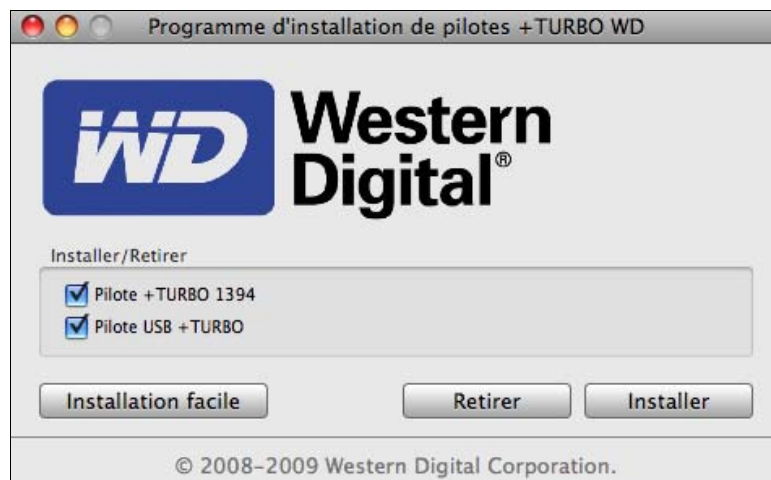 Programme d'installation de pilotes +TURBO WD
WD
Western
Digital®
Installer/Retirer
Pilote +TURBO 1394
Pilote USB +TURBO
Installation facile
Retirer
Installer
© 2008–2009 Western Digital Corporation.